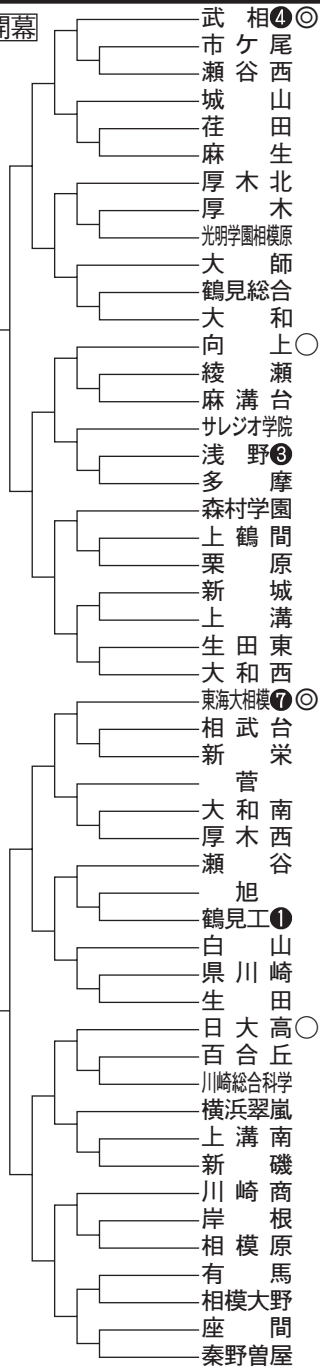 開幕
武相❹◎
市ケ尾
瀬谷西
城山
荏田
麻生
厚木北
厚木
光明学園相模原
大師
鶴見総合
大和
向上○
綾瀬
麻溝台
サレジオ学院
浅野❸
多摩
森村学園
上鶴間
栗原
新城
上溝
生田東
大和西
東海大相模❼◎
相武台
新栄
菅
大和南
厚木西
瀬谷
旭
鶴見工❶
白山
県川崎
生田
日大高○
百合丘
川崎総合科学
横浜翠嵐
上溝南
新磯
川崎商
岸根
相模原
有馬
相模大野
座間
秦野曽屋